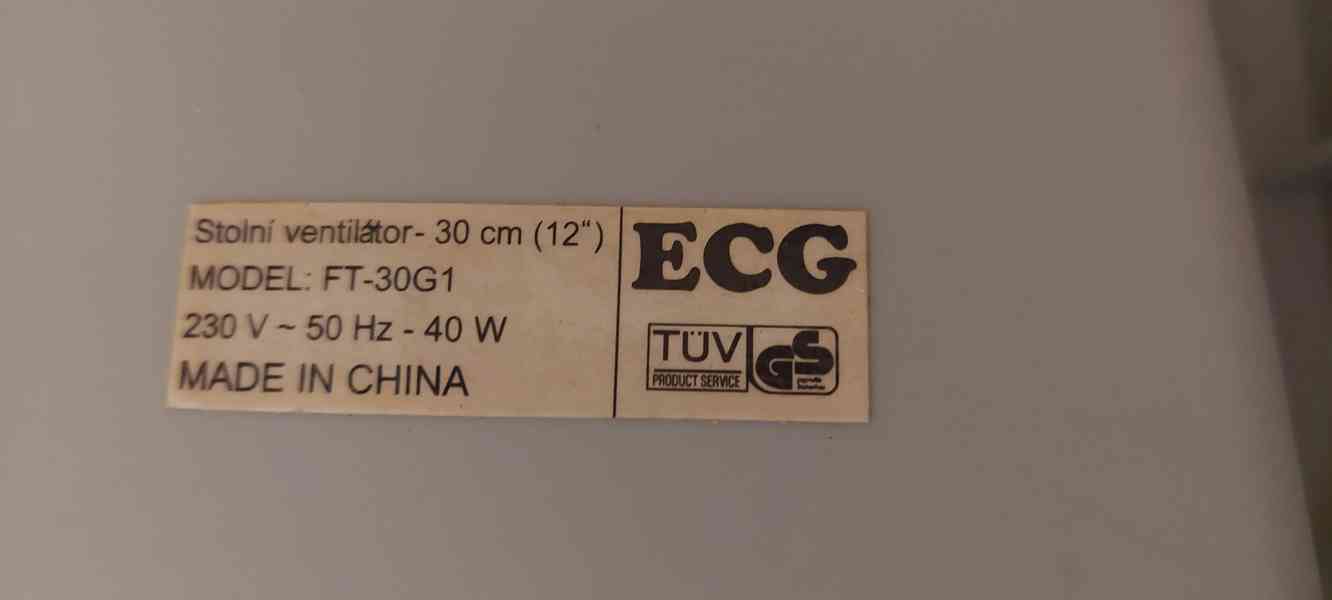 Stolní ventilátor- 30 cm (12“)
MODEL: FT-30G1
230 V ~ 50 Hz - 40 W
MADE IN CHINA
ECG
TÜV
PRODUCT SERVICE
GS